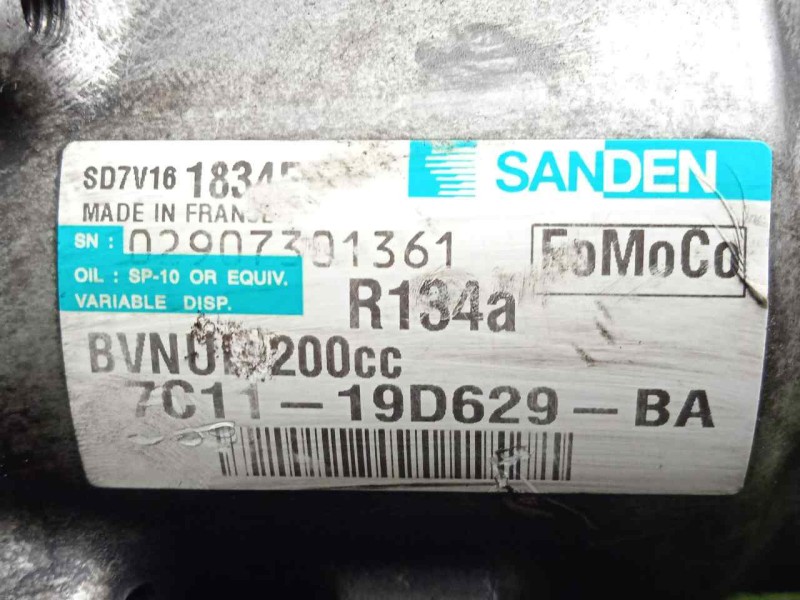 SANDEN
SD7V16
MADE IN
SN : 02907301361
FoMoCo
OIL : SP-10 OR EQUIV.
VARIABLE DISP.
R134a
200cc
7C11-19D629-BA